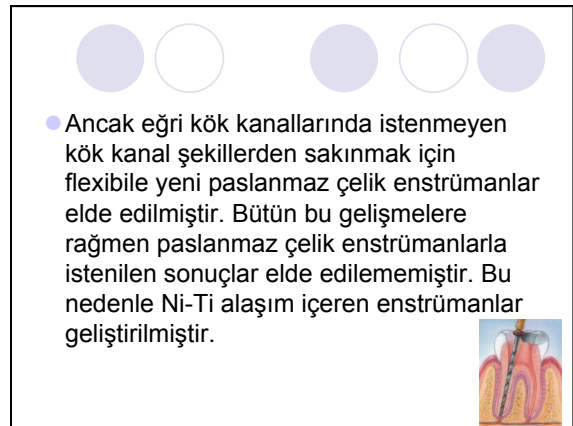 Ancak eğri kök kanallarında istenmeyen
kök kanal şekillerden sakınmak için
flexibile yeni paslanmaz çelik enstrümanlar
elde edilmiştir. Bütün bu gelişmelere
rağmen paslanmaz çelik enstrümanlarla
istenilen sonuçlar elde edilememiştir. Bu
nedenle Ni-Ti alaşım içeren enstrümanlar
geliştirilmiştir.